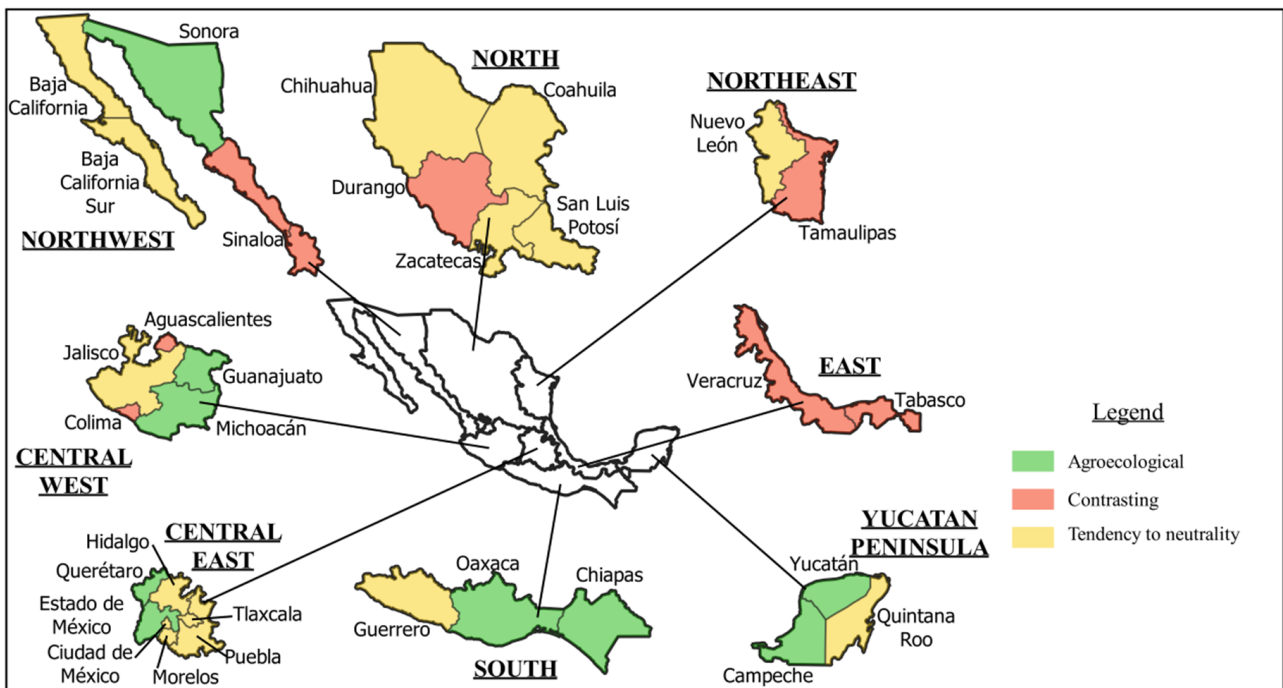 Sonora
Baja
California
Baja
California
Sur
NORTHWEST
Sinaloa
NORTH
Chihuahua
Coahuila
Durango
San Luis
Potosí
Zacatecas
NORTHEAST
Nuevo
León
Tamaulipas
Aguascalientes
Jalisco
Guanajuato
Colima
Michoacán
CENTRAL
WEST
EAST
Veracruz
Tabasco
Legend
Agroecological
Contrasting
Tendency to neutrality
CENTRAL
EAST
Hidalgo
Querétaro
Estado de
México
Tlaxcala
Ciudad de
México
Puebla
Morelos
Oaxaca
Chiapas
Guerrero
SOUTH
YUCATAN
PENINSULA
Yucatán
Quintana
Roo
Campeche